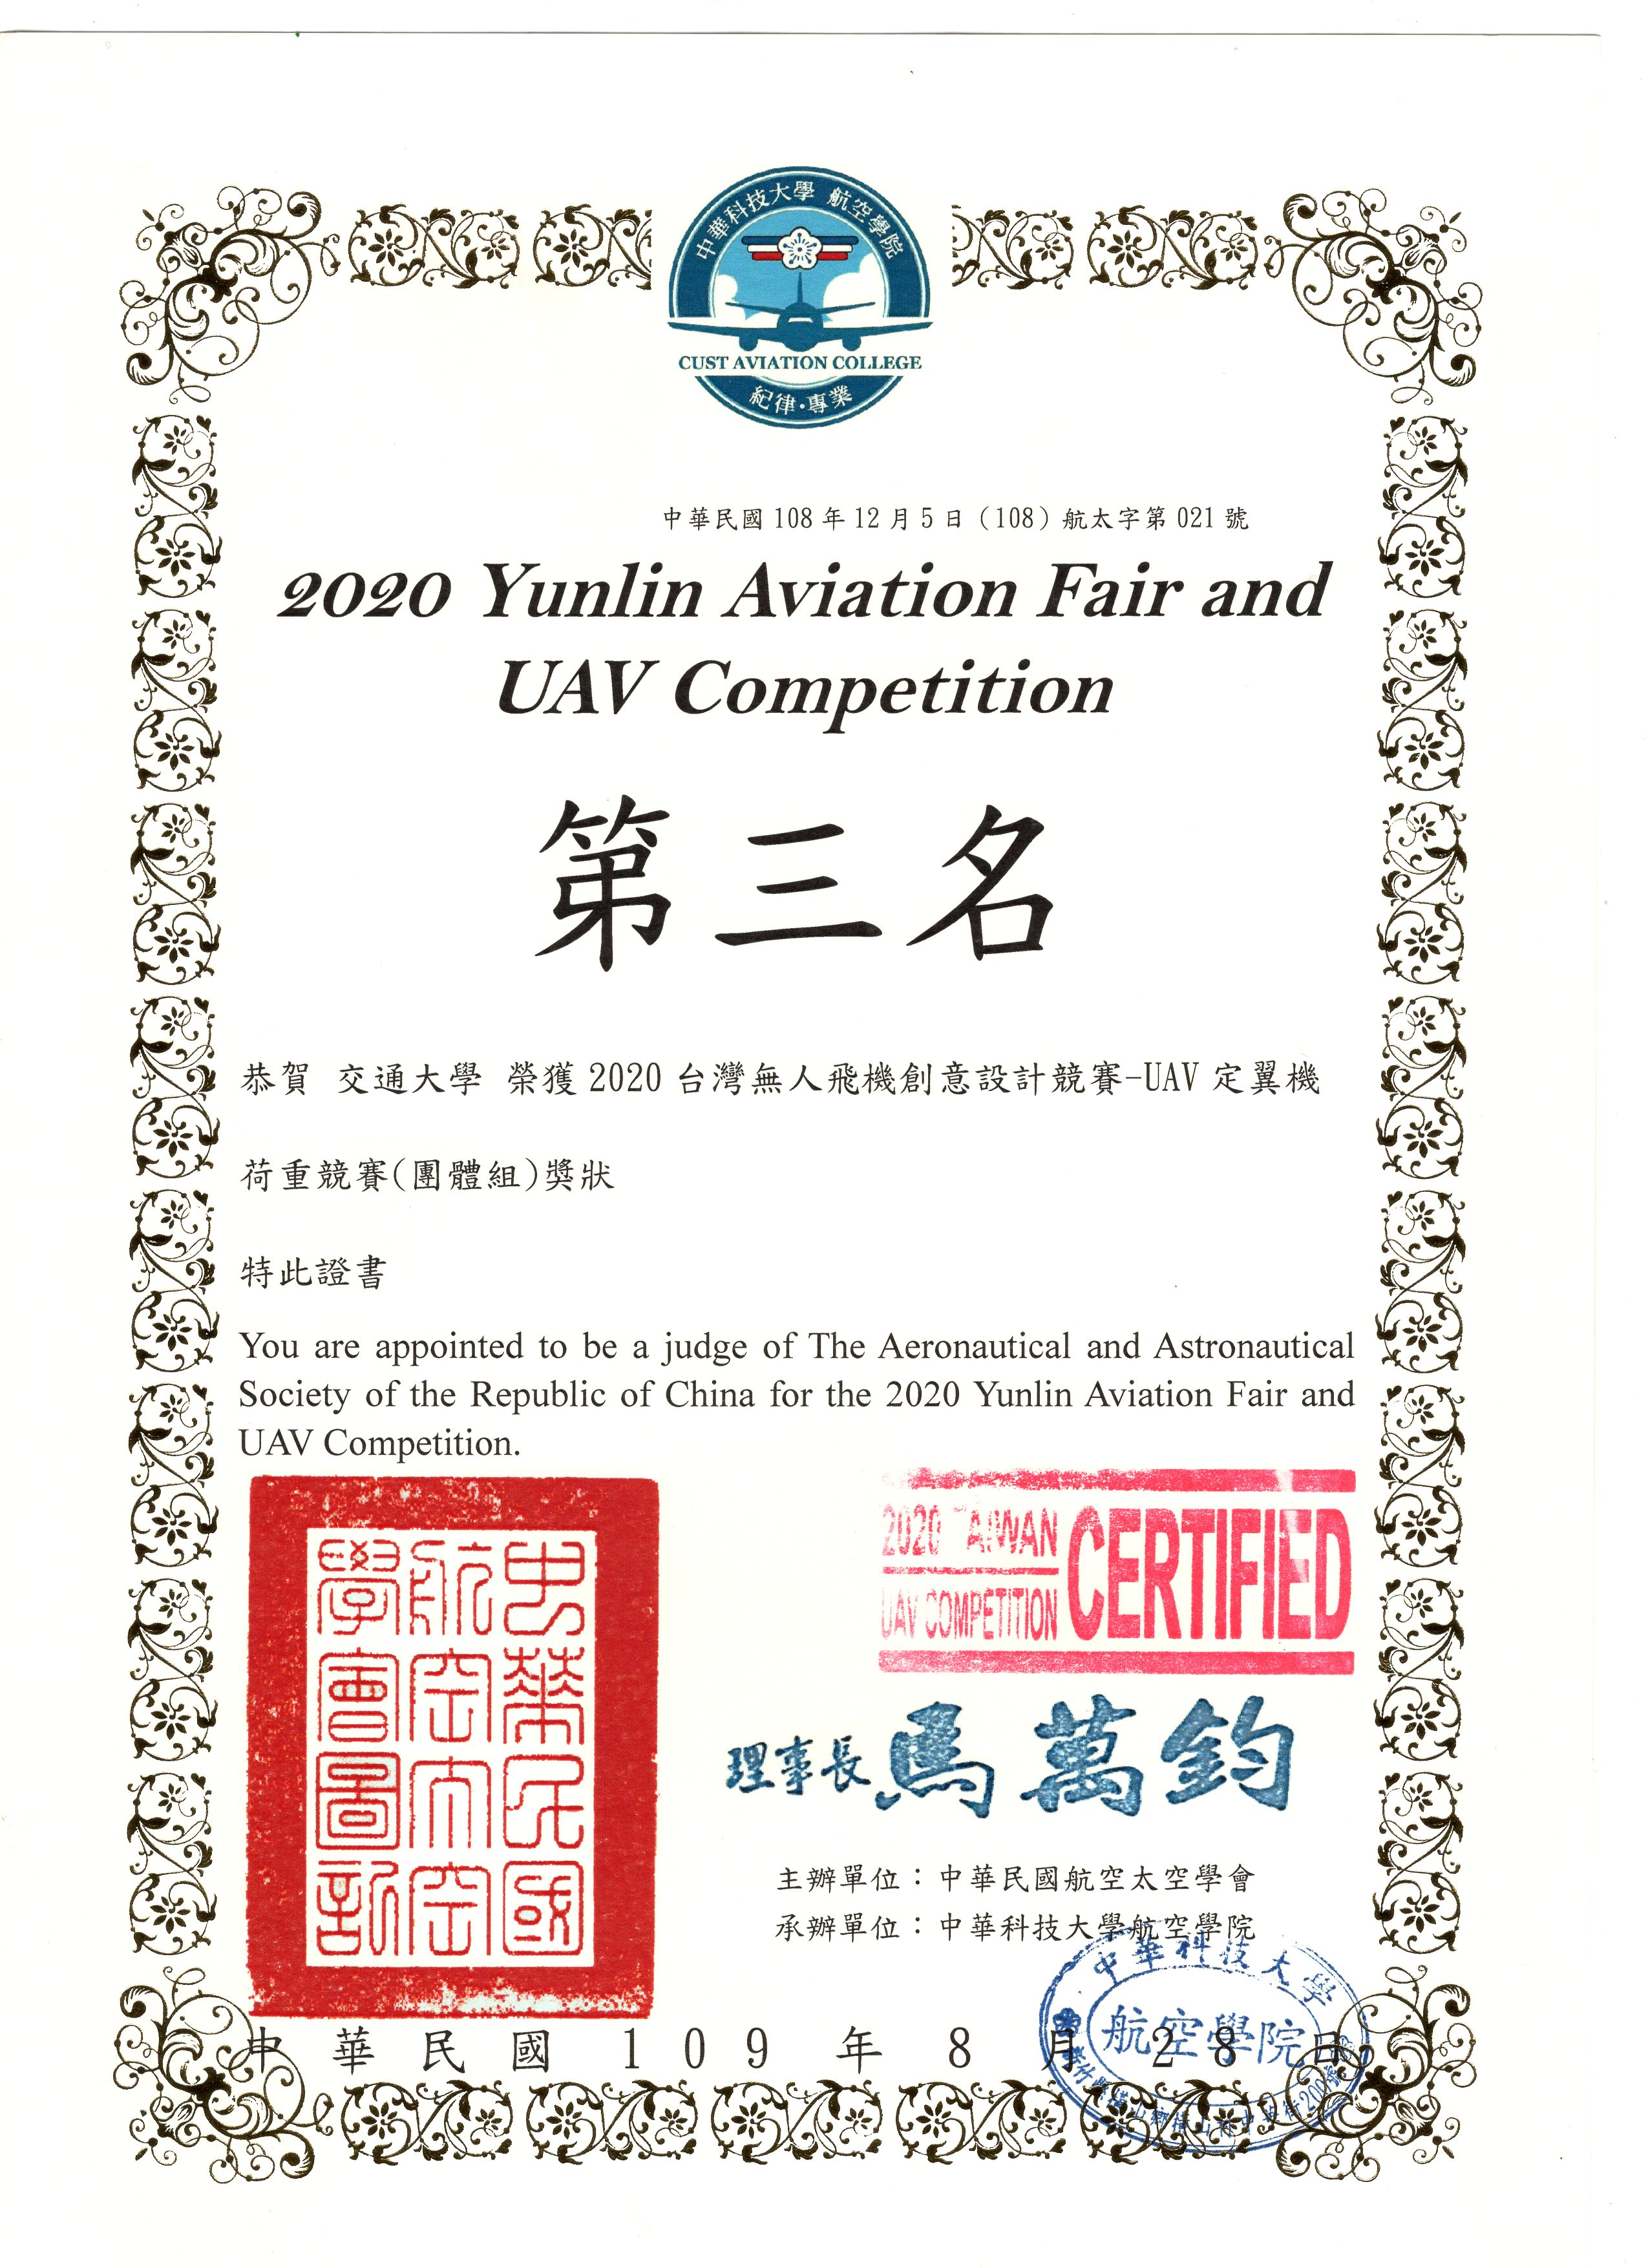 中華科技大學 航空學院
CUST AVIATION COLLEGE
紀律·專業
中華民國 108 年 12 月 5 日 (108) 航太字第 021 號
2020 Yunlin Aviation Fair and
UAV Competition
第三名
恭賀 交通大學 榮獲 2020 台灣無人飛機創意設計競賽-UAV 定翼機
荷重競賽(團體組)獎狀
特此證書
You are appointed to be a judge of The Aeronautical and Astronautical
Society of the Republic of China for the 2020 Yunlin Aviation Fair and
UAV Competition.
中華民國
航空太空
學會圖記
2020 TAIWAN
UAV COMPETITION
CERTIFIED
理事長 馬萬鈞
主辦單位：中華民國航空太空學會
承辦單位：中華科技大學航空學院
中華科技大學
航空學院
中華民國 109 年 8 月 28 日